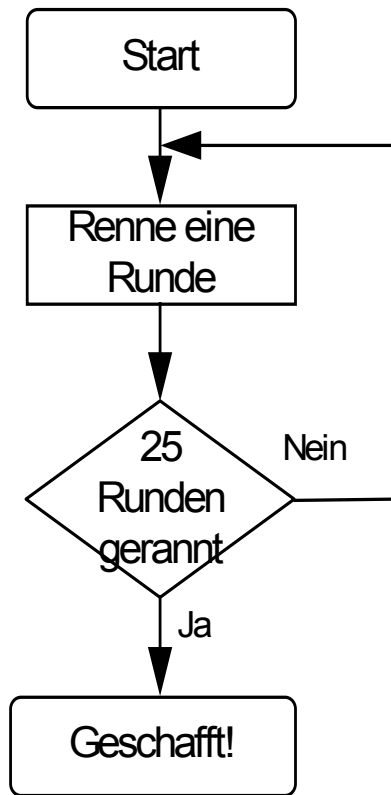 Start
Renne eine
Runde
25
Runden
gerannt
Nein
Ja
Geschafft!